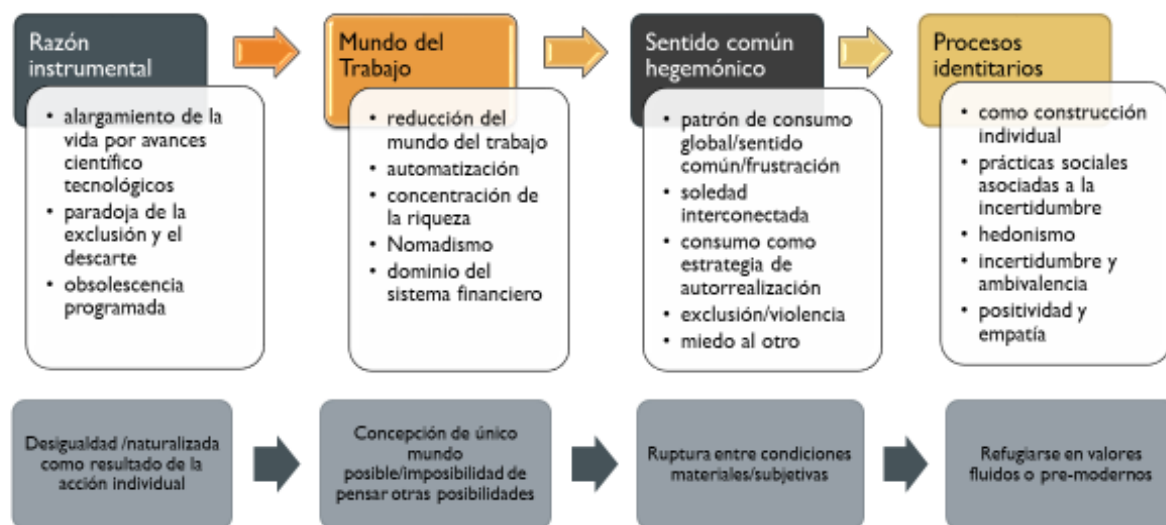 Razón
instrumental
• alargamiento de la
vida por avances
científico
tecnológicos
• paradoja de la
exclusión y el
descarte
• obsolescencia
programada
Mundo del
Trabajo
• reducción del
mundo del trabajo
• automatización
• concentración de
la riqueza
• Nomadismo
• dominio del
sistema financiero
Sentido común
hegemónico
• patrón de consumo
global/sentido
común/frustración
• soledad
interconectada
• consumo como
estrategia de
autorrealización
• exclusión/violencia
• miedo al otro
Procesos
identitarios
• como construcción
individual
• prácticas sociales
asociadas a la
incertidumbre
• hedonismo
• incertidumbre y
ambivalencia
• positividad y
empatía
Desigualdad /naturalizada
como resultado de la
acción individual
Concepción de único
mundo
posible/imposibilidad de
pensar otras posibilidades
Ruptura entre condiciones
materiales/subjetivas
Refugiarse en valores
fluidos o pre-modernos